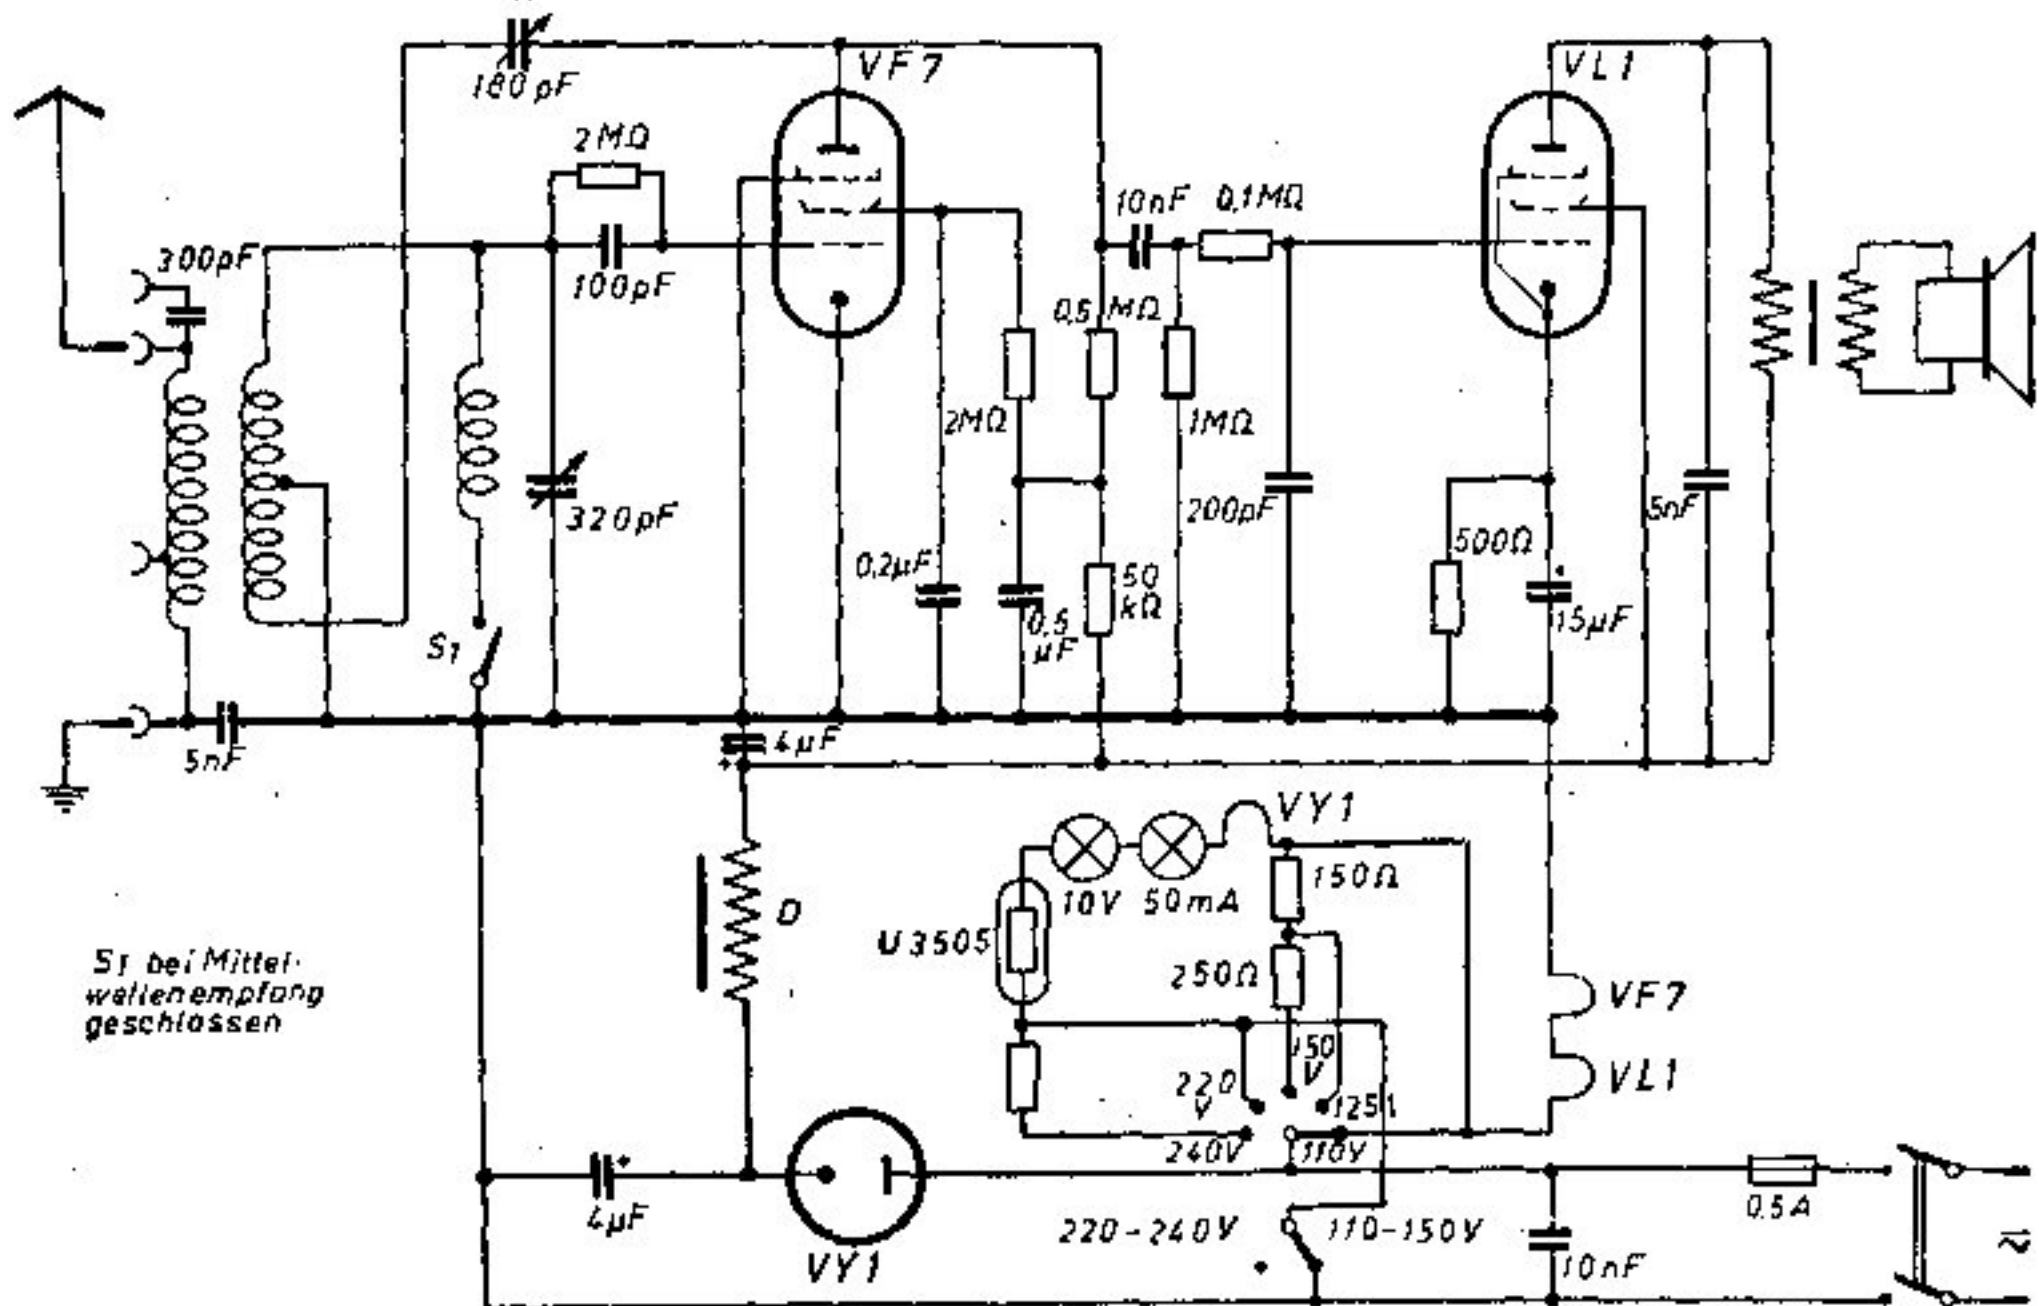 180 pF
VF7
VL1
2 MΩ
300pF
100pF
10nF
0,1MΩ
0,5 MΩ
2MΩ
1MΩ
320pF
200pF
5nF
500Ω
0,2µF
50
kΩ
0,5
µF
15µF
S1
5nF
4µF
VY1
150Ω
10V
50mA
D
U3505
250Ω
S1 bei Mittel-
wellenempfang
geschlossen
VF7
150
V
220
V
VL1
240V
110V
0,5A
4µF
220-240V
110-150V
VY1
10nF